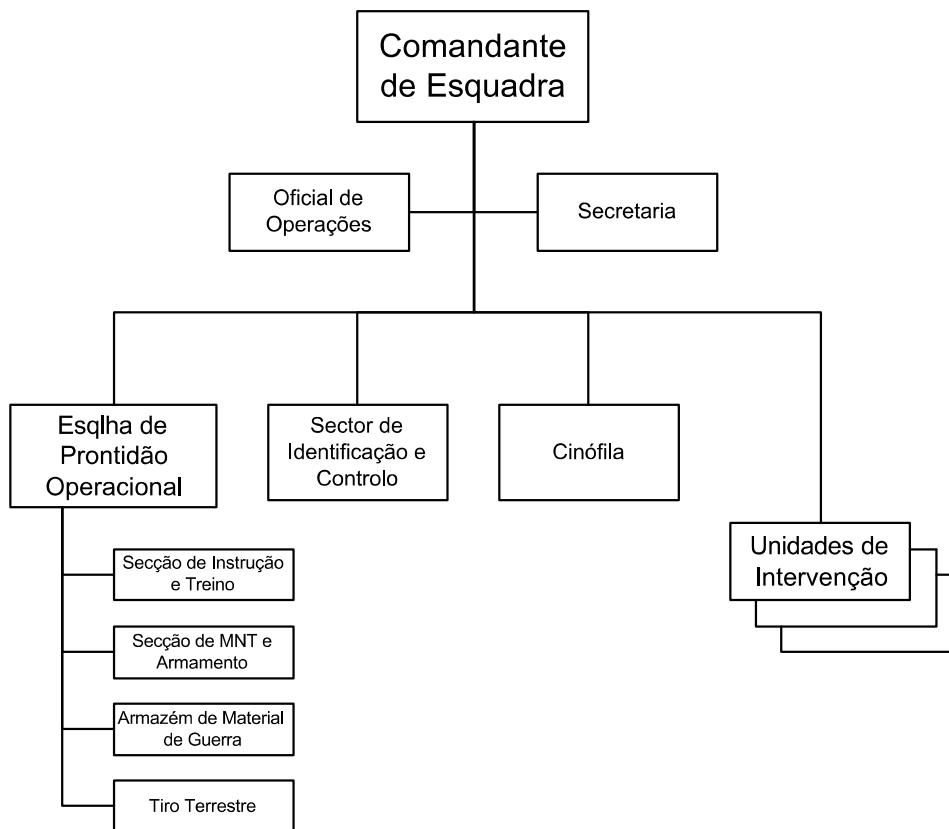 Comandante
de Esquadra
Oficial de
Operações
Secretaria
Esqlha de
Prontidão
Operacional
Sector de
Identificação e
Controlo
Cinófila
Unidades de
Intervenção
Secção de Instrução
e Treino
Secção de MNT e
Armamento
Armazém de Material
de Guerra
Tiro Terrestre